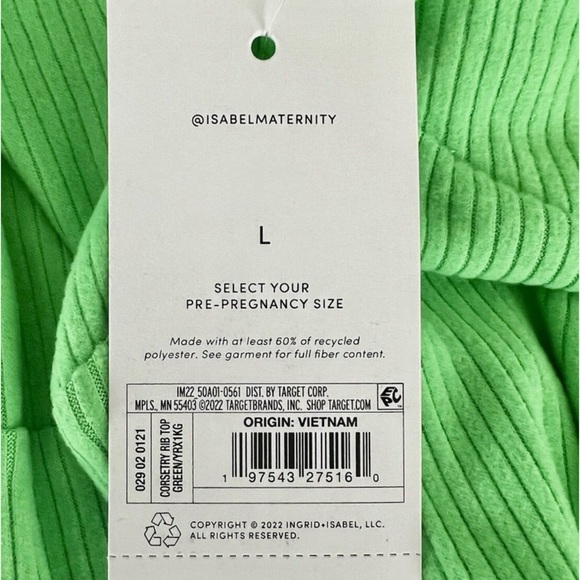 @ISABELMATERNITY
L
SELECT YOUR
PRE-PREGNANCY SIZE
Made with at least 60% of recycled
polyester. See garment for full fiber content.
IM22_50A01-0561 DIST. BY TARGET CORP.
MPLS., MN 55403 ©2022 TARGETBRANDS, INC. SHOP TARGET.COM
EPC
029 02 0121
CORSETRY RIB TOP
GREEN/YRX1KG
ORIGIN: VIETNAM
1 97543 27516 0
COPYRIGHT © 2022 INGRID+ISABEL, LLC.
ALL RIGHTS RESERVED.